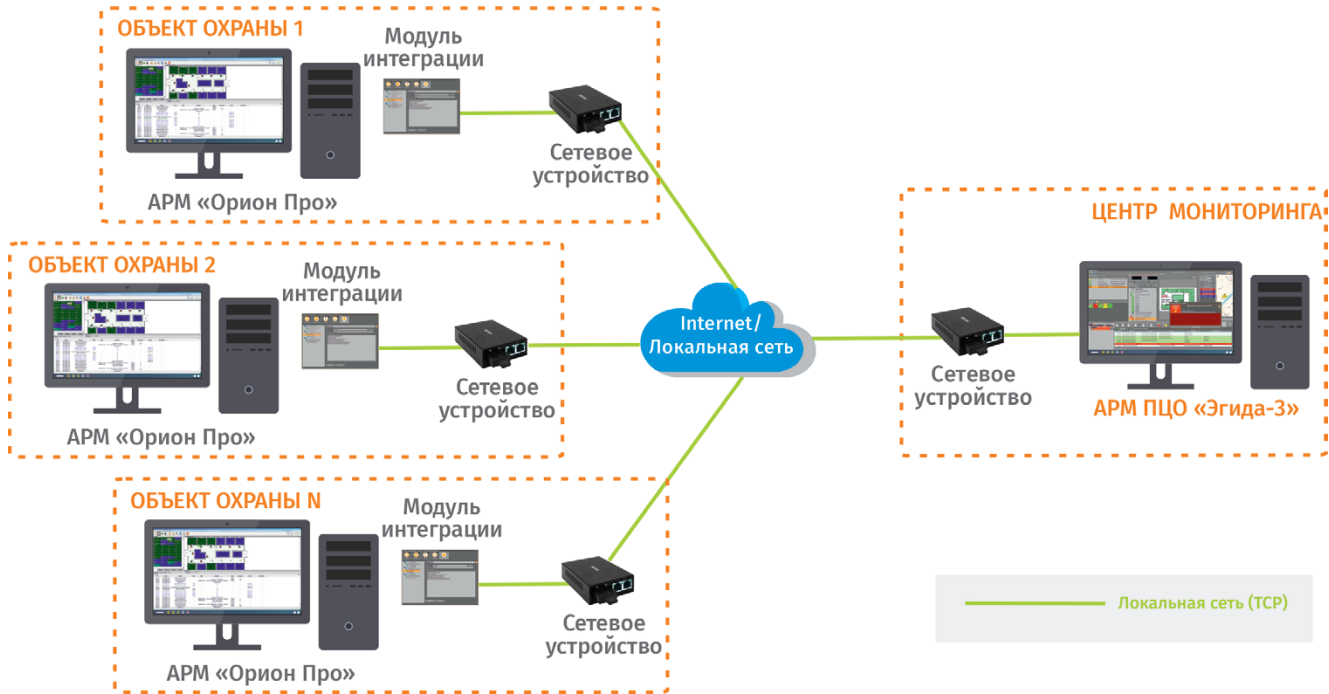 ОБЪЕКТ ОХРАНЫ 1
Модуль
интеграции
Сетевое
устройство
АРМ «Орион Про»
ОБЪЕКТ ОХРАНЫ 2
Модуль
интеграции
Сетевое
устройство
АРМ «Орион Про»
ОБЪЕКТ ОХРАНЫ N
Модуль
интеграции
Сетевое
устройство
АРМ «Орион Про»
Internet/
Локальная сеть
ЦЕНТР МОНИТОРИНГА
Сетевое
устройство
АРМ ПЦО «Эгида-3»
Локальная сеть (TCP)